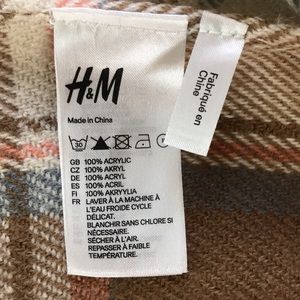 H&M
Made in China
30
GB 100% ACRYLIC
CZ 100% AKRYL
DE 100% ACRYL
ES 100% ACRIL
FI 100% AKRYYLIA
FR LAVER À LA MACHINE À
L'EAU FROIDE CYCLE
DÉLICAT.
BLANCHIR SANS CHLORE SI
NÉCESSAIRE.
SÉCHER À L'AIR.
REPASSER À FAIBLE
TEMPÉRATURE.
Fabriqué en
Chine